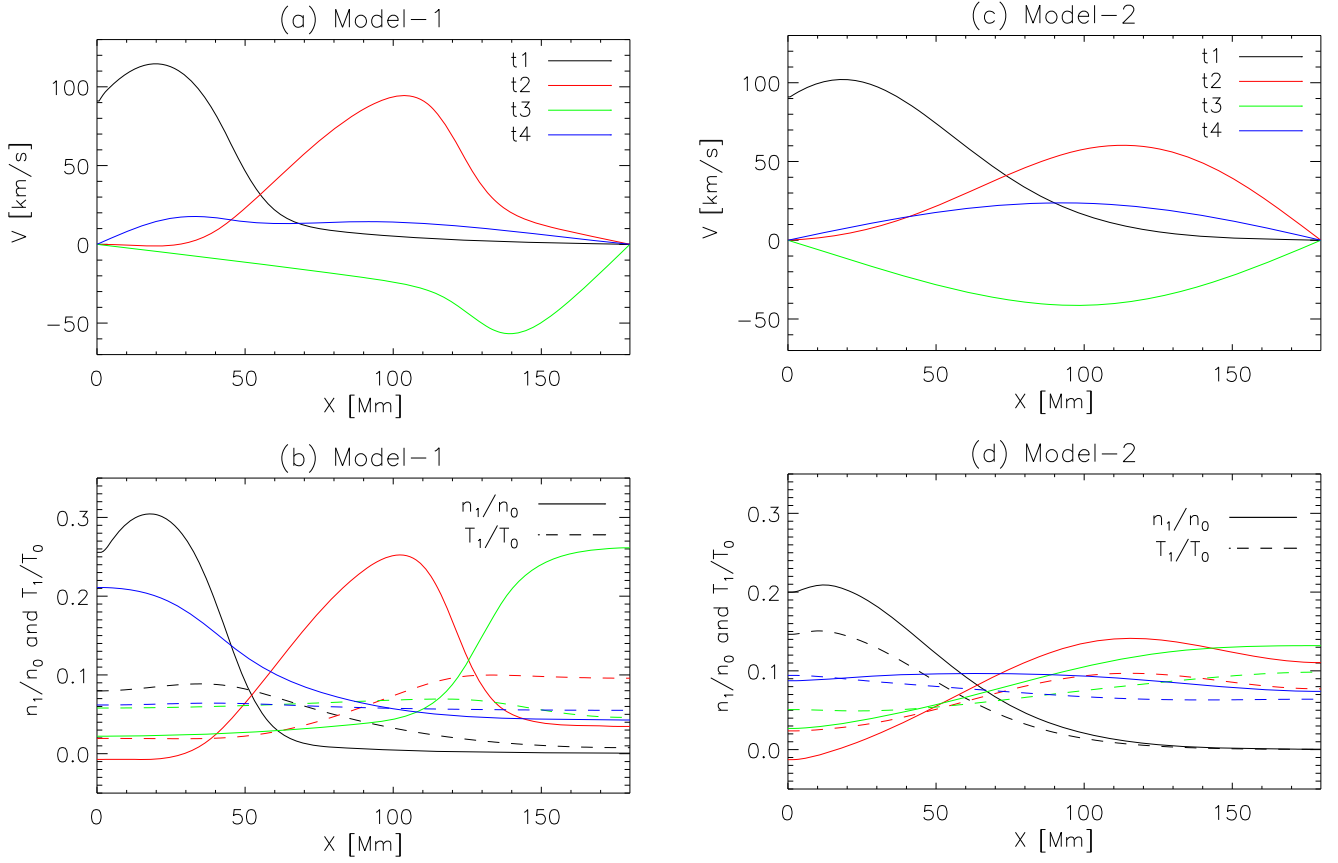 (a) Model-1
V [km/s]
100
50
0
-50
t1
t2
t3
t4
0 50 100 150
X [Mm]
(c) Model-2
V [km/s]
100
50
0
-50
t1
t2
t3
t4
0 50 100 150
X [Mm]
(b) Model-1
n₁/n₀ and T₁/T₀
0.3
0.2
0.1
0.0
n₁/n₀
T₁/T₀
0 50 100 150
X [Mm]
(d) Model-2
n₁/n₀ and T₁/T₀
0.3
0.2
0.1
0.0
n₁/n₀
T₁/T₀
0 50 100 150
X [Mm]